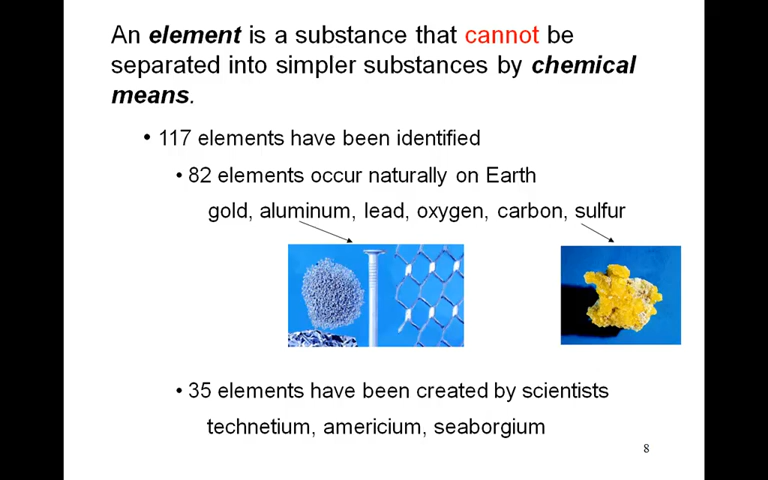 An element is a substance that cannot be
separated into simpler substances by chemical
means.
• 117 elements have been identified
• 82 elements occur naturally on Earth
gold, aluminum, lead, oxygen, carbon, sulfur
• 35 elements have been created by scientists
technetium, americium, seaborgium
8